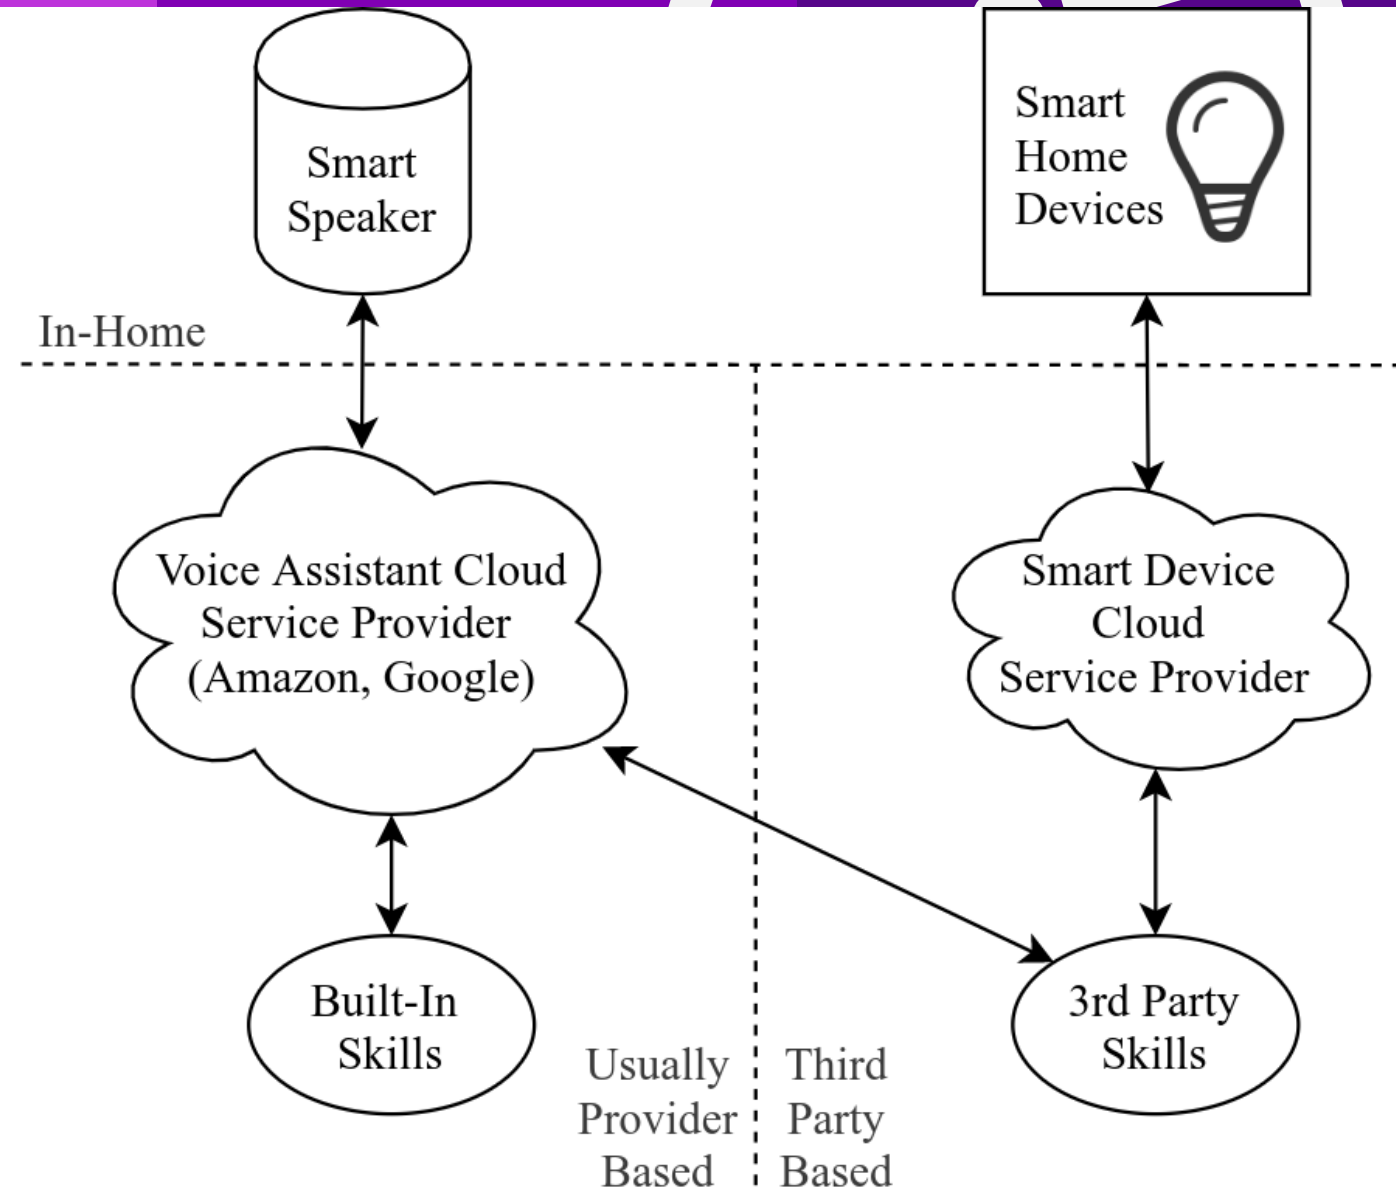 Smart
Speaker
Smart
Home
Devices
In-Home
Voice Assistant Cloud
Service Provider
(Amazon, Google)
Smart Device
Cloud
Service Provider
Built-In
Skills
3rd Party
Skills
Usually
Provider
Based
Third
Party
Based